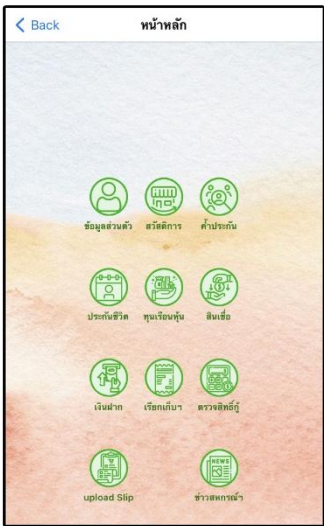 Back
หน้าหลัก
ข้อมูลส่วนตัว สวัสดิการ ค้ำประกัน
ประกันชีวิต ทุนเรือนหุ้น สินเชื่อ
เงินฝาก เรียกเก็บฯ ตรวจสิทธิ์กู้
NEWS
upload Slip ข่าวสหกรณ์ฯ